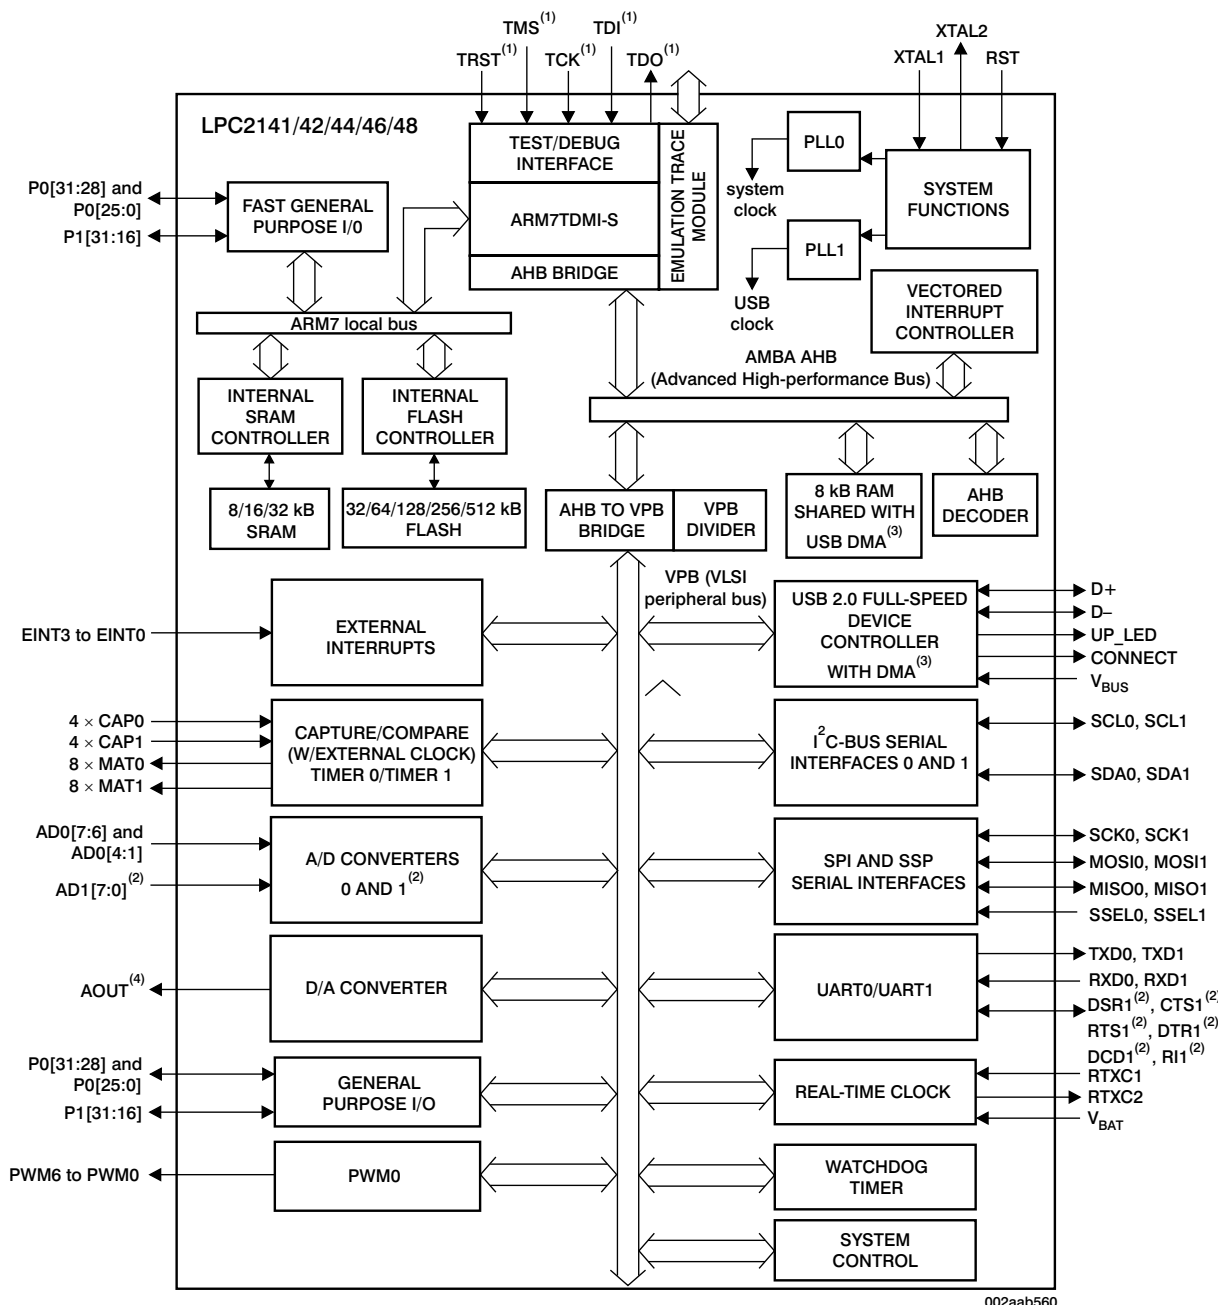 TMS(1) TDI(1)
TRST(1) TCK(1) TDO(1)
XTAL2
XTAL1 RST
LPC2141/42/44/46/48
TEST/DEBUG
INTERFACE
ARM7TDMI-S
AHB BRIDGE
EMULATION TRACE
MODULE
PLL0
system
clock
PLL1
USB
clock
SYSTEM
FUNCTIONS
P0[31:28] and
P0[25:0]
P1[31:16]
FAST GENERAL
PURPOSE I/0
VECTORED
INTERRUPT
CONTROLLER
ARM7 local bus
AMBA AHB
(Advanced High-performance Bus)
INTERNAL
SRAM
CONTROLLER
INTERNAL
FLASH
CONTROLLER
8/16/32 kB
SRAM
32/64/128/256/512 kB
FLASH
AHB TO VPB
BRIDGE
VPB
DIVIDER
8 kB RAM
SHARED WITH
USB DMA(3)
AHB
DECODER
VPB (VLSI
peripheral bus)
EINT3 to EINT0
EXTERNAL
INTERRUPTS
USB 2.0 FULL-SPEED
DEVICE
CONTROLLER
WITH DMA(3)
D+
D−
UP_LED
CONNECT
VBUS
4 × CAP0
4 × CAP1
8 × MAT0
8 × MAT1
CAPTURE/COMPARE
(W/EXTERNAL CLOCK)
TIMER 0/TIMER 1
I2C-BUS SERIAL
INTERFACES 0 AND 1
SCL0, SCL1
SDA0, SDA1
AD0[7:6] and
AD0[4:1]
AD1[7:0](2)
A/D CONVERTERS
0 AND 1(2)
SPI AND SSP
SERIAL INTERFACES
SCK0, SCK1
MOSI0, MOSI1
MISO0, MISO1
SSEL0, SSEL1
AOUT(4)
D/A CONVERTER
UART0/UART1
TXD0, TXD1
RXD0, RXD1
DSR1(2), CTS1(2)
RTS1(2), DTR1(2)
DCD1(2), RI1(2)
P0[31:28] and
P0[25:0]
P1[31:16]
GENERAL
PURPOSE I/O
REAL-TIME CLOCK
RTXC1
RTXC2
VBAT
PWM6 to PWM0
PWM0
WATCHDOG
TIMER
SYSTEM
CONTROL
002aab560